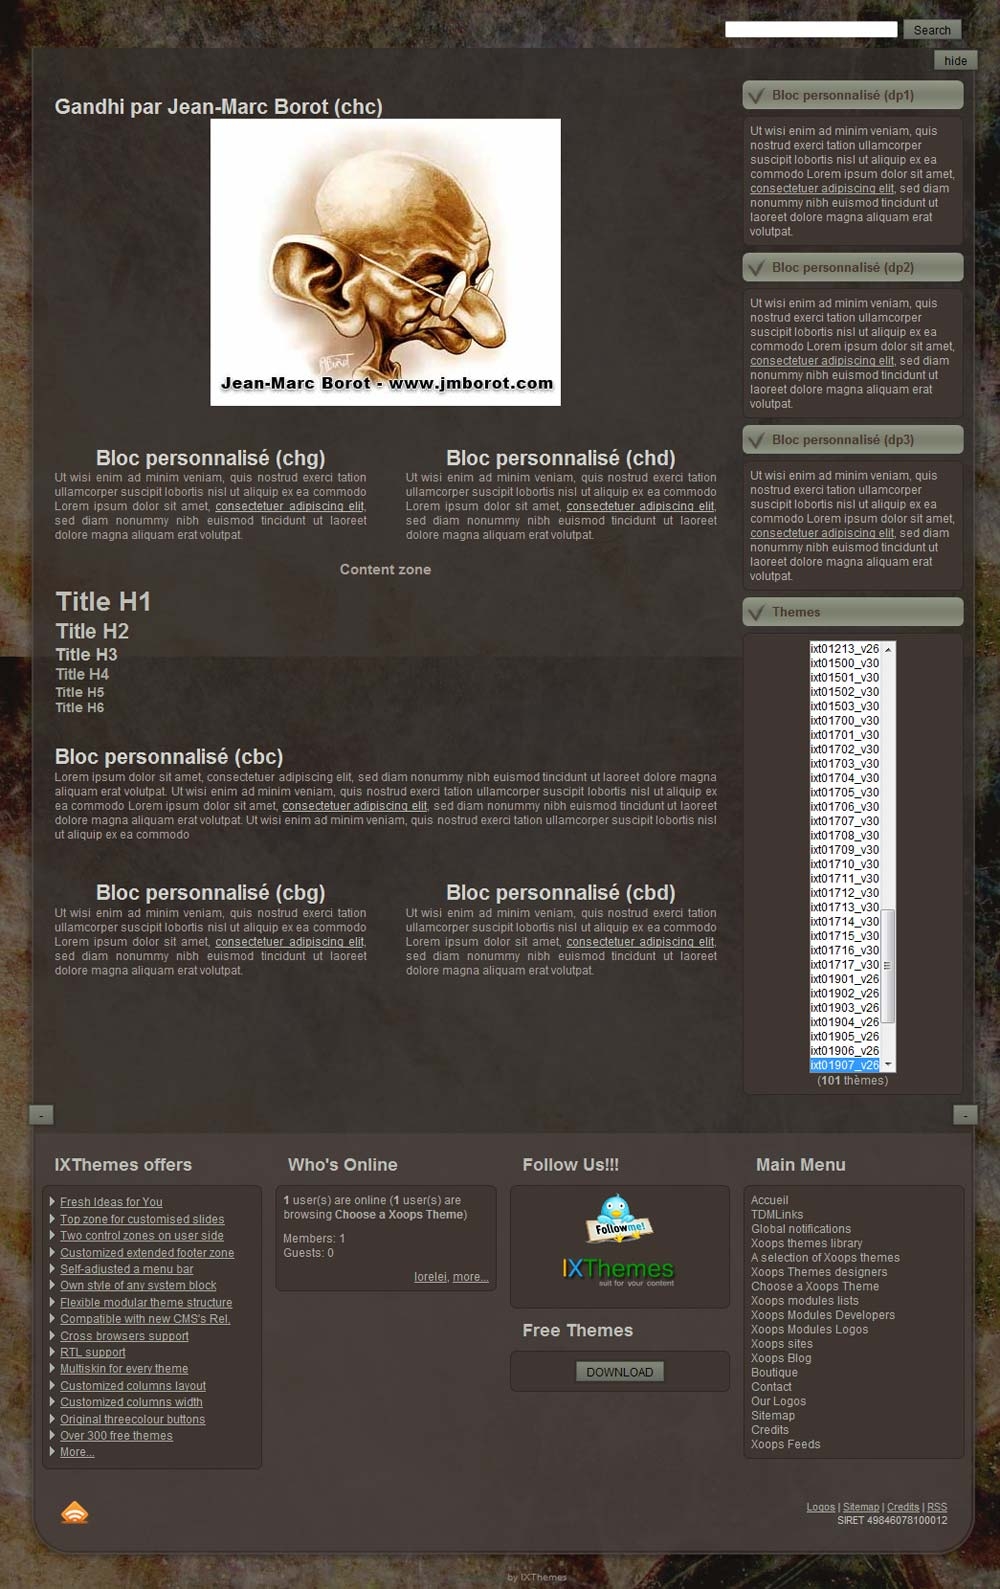 Search
hide
Gandhi par Jean-Marc Borot (chc)
Jean-Marc Borot - www.jmborot.com
Bloc personnalisé (chg)
Ut wisi enim ad minim veniam, quis nostrud exerci tation
ullamcorper suscipit lobortis nisl ut aliquip ex ea commodo
Lorem ipsum dolor sit amet, consectetuer adipiscing elit,
sed diam nonummy nibh euismod tincidunt ut laoreet
dolore magna aliquam erat volutpat.
Bloc personnalisé (chd)
Ut wisi enim ad minim veniam, quis nostrud exerci tation
ullamcorper suscipit lobortis nisl ut aliquip ex ea commodo
Lorem ipsum dolor sit amet, consectetuer adipiscing elit,
sed diam nonummy nibh euismod tincidunt ut laoreet
dolore magna aliquam erat volutpat.
Content zone
Title H1
Title H2
Title H3
Title H4
Title H5
Title H6
Bloc personnalisé (cbc)
Lorem ipsum dolor sit amet, consectetuer adipiscing elit, sed diam nonummy nibh euismod tincidunt ut laoreet dolore magna
aliquam erat volutpat. Ut wisi enim ad minim veniam, quis nostrud exerci tation ullamcorper suscipit lobortis nisl ut aliquip ex
ea commodo Lorem ipsum dolor sit amet, consectetuer adipiscing elit, sed diam nonummy nibh euismod tincidunt ut laoreet
dolore magna aliquam erat volutpat. Ut wisi enim ad minim veniam, quis nostrud exerci tation ullamcorper suscipit lobortis nisl
ut aliquip ex ea commodo
Bloc personnalisé (cbg)
Ut wisi enim ad minim veniam, quis nostrud exerci tation
ullamcorper suscipit lobortis nisl ut aliquip ex ea commodo
Lorem ipsum dolor sit amet, consectetuer adipiscing elit,
sed diam nonummy nibh euismod tincidunt ut laoreet
dolore magna aliquam erat volutpat.
Bloc personnalisé (cbd)
Ut wisi enim ad minim veniam, quis nostrud exerci tation
ullamcorper suscipit lobortis nisl ut aliquip ex ea commodo
Lorem ipsum dolor sit amet, consectetuer adipiscing elit,
sed diam nonummy nibh euismod tincidunt ut laoreet
dolore magna aliquam erat volutpat.
Bloc personnalisé (dp1)
Ut wisi enim ad minim veniam, quis
nostrud exerci tation ullamcorper
suscipit lobortis nisl ut aliquip ex ea
commodo Lorem ipsum dolor sit amet,
consectetuer adipiscing elit, sed diam
nonummy nibh euismod tincidunt ut
laoreet dolore magna aliquam erat
volutpat.
Bloc personnalisé (dp2)
Ut wisi enim ad minim veniam, quis
nostrud exerci tation ullamcorper
suscipit lobortis nisl ut aliquip ex ea
commodo Lorem ipsum dolor sit amet,
consectetuer adipiscing elit, sed diam
nonummy nibh euismod tincidunt ut
laoreet dolore magna aliquam erat
volutpat.
Bloc personnalisé (dp3)
Ut wisi enim ad minim veniam, quis
nostrud exerci tation ullamcorper
suscipit lobortis nisl ut aliquip ex ea
commodo Lorem ipsum dolor sit amet,
consectetuer adipiscing elit, sed diam
nonummy nibh euismod tincidunt ut
laoreet dolore magna aliquam erat
volutpat.
Themes
ixt01213_v26
ixt01500_v30
ixt01501_v30
ixt01502_v30
ixt01503_v30
ixt01700_v30
ixt01701_v30
ixt01702_v30
ixt01703_v30
ixt01704_v30
ixt01705_v30
ixt01706_v30
ixt01707_v30
ixt01708_v30
ixt01709_v30
ixt01710_v30
ixt01711_v30
ixt01712_v30
ixt01713_v30
ixt01714_v30
ixt01715_v30
ixt01716_v30
ixt01717_v30
ixt01901_v26
ixt01902_v26
ixt01903_v26
ixt01904_v26
ixt01905_v26
ixt01906_v26
ixt01907_v26
(101 thèmes)
-
-
IXThemes offers
Fresh Ideas for You
Top zone for customised slides
Two control zones on user side
Customized extended footer zone
Self-adjusted a menu bar
Own style of any system block
Flexible modular theme structure
Compatible with new CMS's Rel.
Cross browsers support
RTL support
Multiskin for every theme
Customized columns layout
Customized columns width
Original threecolour buttons
Over 300 free themes
More...
Who's Online
1 user(s) are online (1 user(s) are
browsing Choose a Xoops Theme)
Members: 1
Guests: 0
lorelei, more...
Follow Us!!!
Followme!
IXThemes
suit for your content
Free Themes
DOWNLOAD
Main Menu
Accueil
TDMLinks
Global notifications
Xoops themes library
A selection of Xoops themes
Xoops Themes designers
Choose a Xoops Theme
Xoops modules lists
Xoops Modules Developers
Xoops Modules Logos
Xoops sites
Xoops Blog
Boutique
Contact
Our Logos
Sitemap
Credits
Xoops Feeds
Logos | Sitemap | Credits | RSS
SIRET 49846078100012
by IXThemes